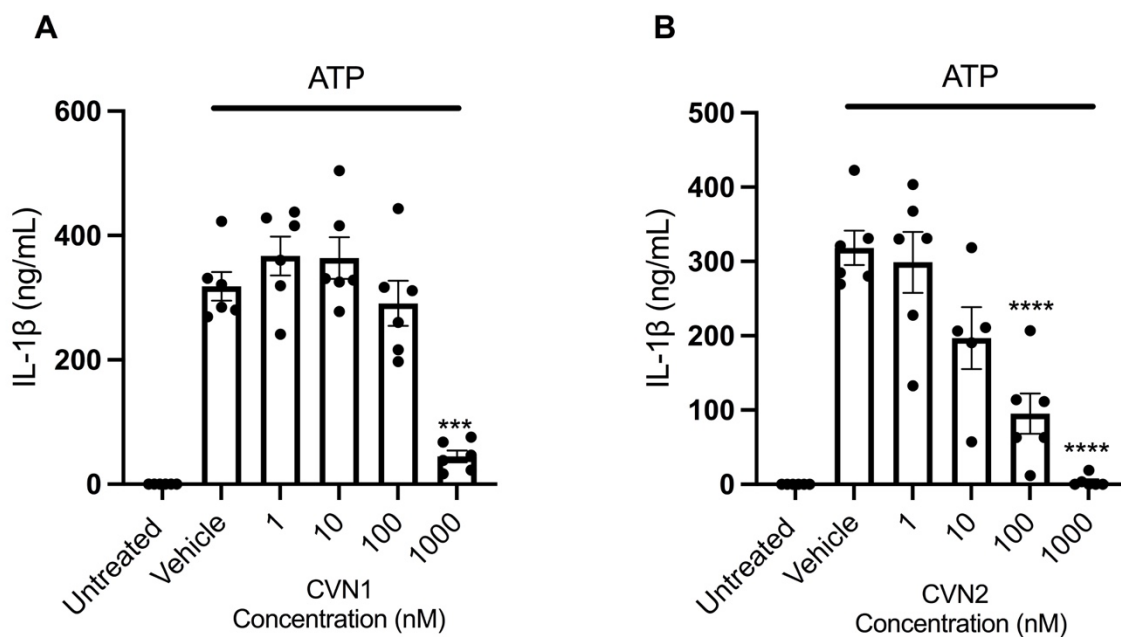 A
ATP
600
400
200
0
IL-1β (ng/mL)
***
Untreated
Vehicle
1
10
100
1000
CVN1
Concentration (nM)
B
ATP
500
400
300
200
100
0
IL-1β (ng/mL)
****
****
Untreated
Vehicle
1
10
100
1000
CVN2
Concentration (nM)